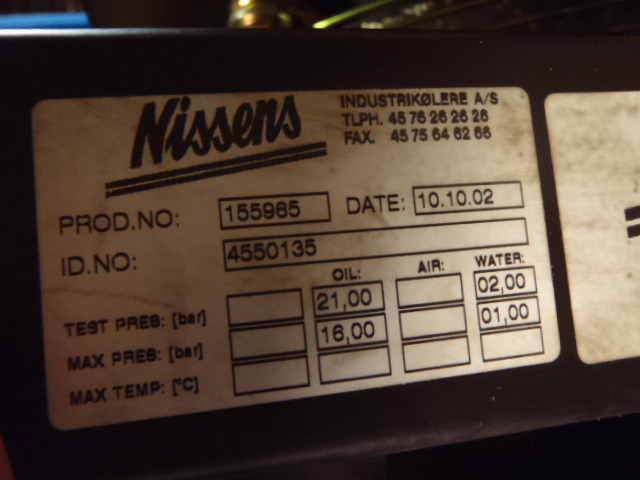 Nissens
INDUSTRIKØLERE A/S
TLPH. 45 76 26 26 26
FAX. 45 75 64 62 66
PROD.NO: 155965 DATE: 10.10.02
ID.NO: 4550135
OIL: AIR: WATER:
TEST PRES: [bar] 21,00 02,00
MAX PRES: [bar] 16,00 01,00
MAX TEMP: [°C]